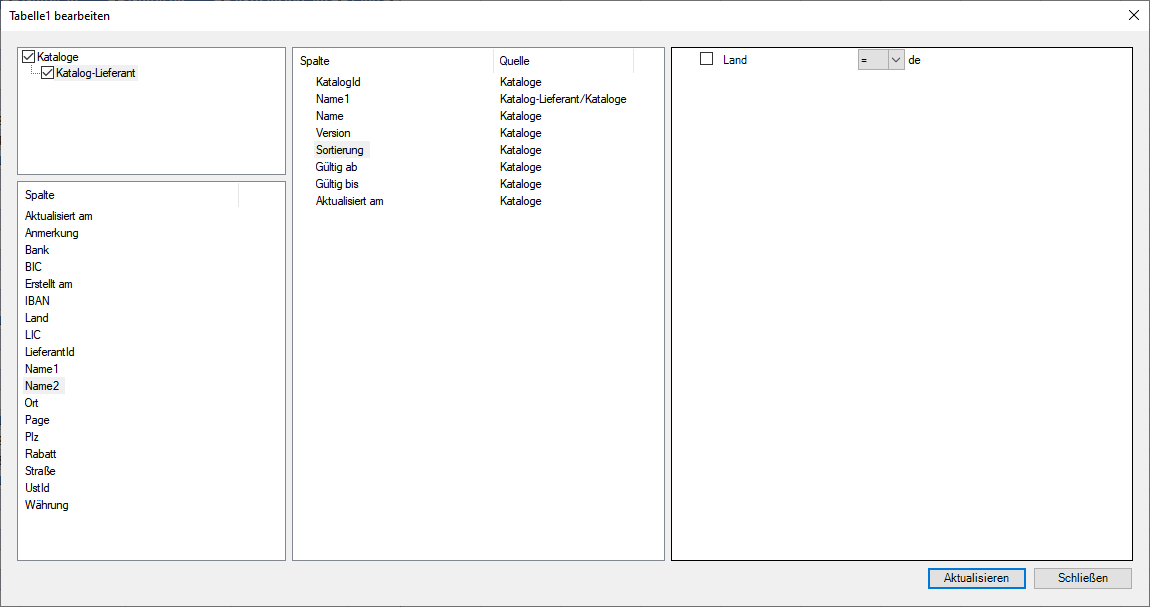 Tabelle1 bearbeiten
Kataloge
Katalog-Lieferant
Spalte
Aktualisiert am
Anmerkung
Bank
BIC
Erstellt am
IBAN
Land
LIC
LieferantId
Name1
Name2
Ort
Page
Plz
Rabatt
Straße
UstId
Währung
Spalte Quelle
KatalogId Kataloge
Name1 Katalog-Lieferant/Kataloge
Name Kataloge
Version Kataloge
Sortierung Kataloge
Gültig ab Kataloge
Gültig bis Kataloge
Aktualisiert am Kataloge
Land = de
Aktualisieren Schließen